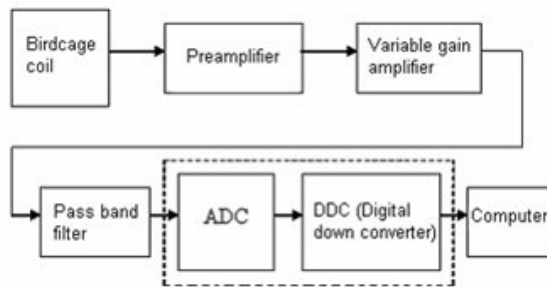 Birdcage
coil
Preamplifier
Variable gain
amplifier
Pass band
filter
ADC
DDC (Digital
down converter)
Computer